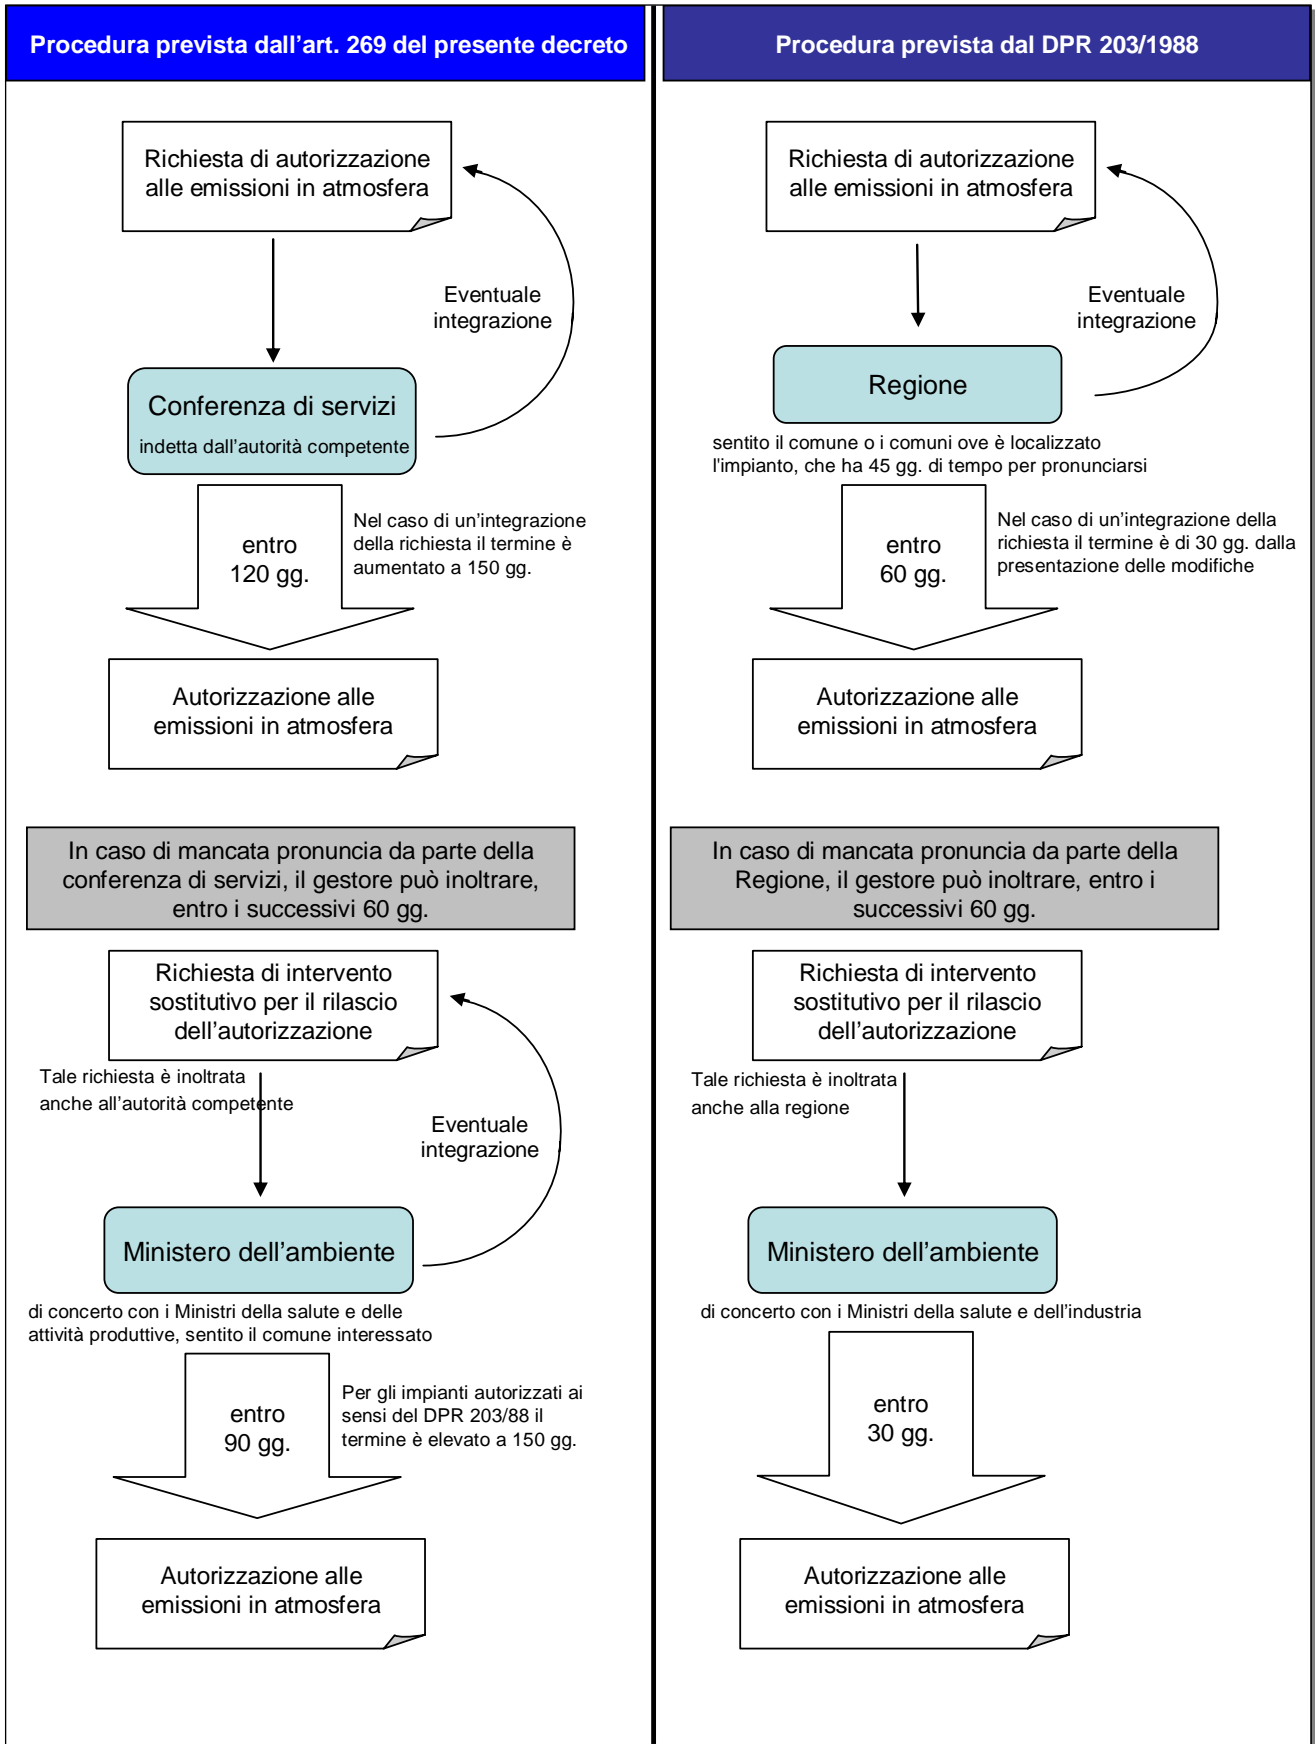 Procedura prevista dall'art. 269 del presente decreto
Richiesta di autorizzazione
alle emissioni in atmosfera
Eventuale
integrazione
Conferenza di servizi
indetta dall'autorità competente
entro
120 gg.
Nel caso di un'integrazione
della richiesta il termine è
aumentato a 150 gg.
Autorizzazione alle
emissioni in atmosfera
In caso di mancata pronuncia da parte della
conferenza di servizi, il gestore può inoltrare,
entro i successivi 60 gg.
Richiesta di intervento
sostitutivo per il rilascio
dell'autorizzazione
Tale richiesta è inoltrata
anche all'autorità competente
Eventuale
integrazione
Ministero dell'ambiente
di concerto con i Ministri della salute e delle
attività produttive, sentito il comune interessato
entro
90 gg.
Per gli impianti autorizzati ai
sensi del DPR 203/88 il
termine è elevato a 150 gg.
Autorizzazione alle
emissioni in atmosfera
Procedura prevista dal DPR 203/1988
Richiesta di autorizzazione
alle emissioni in atmosfera
Eventuale
integrazione
Regione
sentito il comune o i comuni ove è localizzato
l'impianto, che ha 45 gg. di tempo per pronunciarsi
entro
60 gg.
Nel caso di un'integrazione della
richiesta il termine è di 30 gg. dalla
presentazione delle modifiche
Autorizzazione alle
emissioni in atmosfera
In caso di mancata pronuncia da parte della
Regione, il gestore può inoltrare, entro i
successivi 60 gg.
Richiesta di intervento
sostitutivo per il rilascio
dell'autorizzazione
Tale richiesta è inoltrata
anche alla regione
Ministero dell'ambiente
di concerto con i Ministri della salute e dell'industria
entro
30 gg.
Autorizzazione alle
emissioni in atmosfera